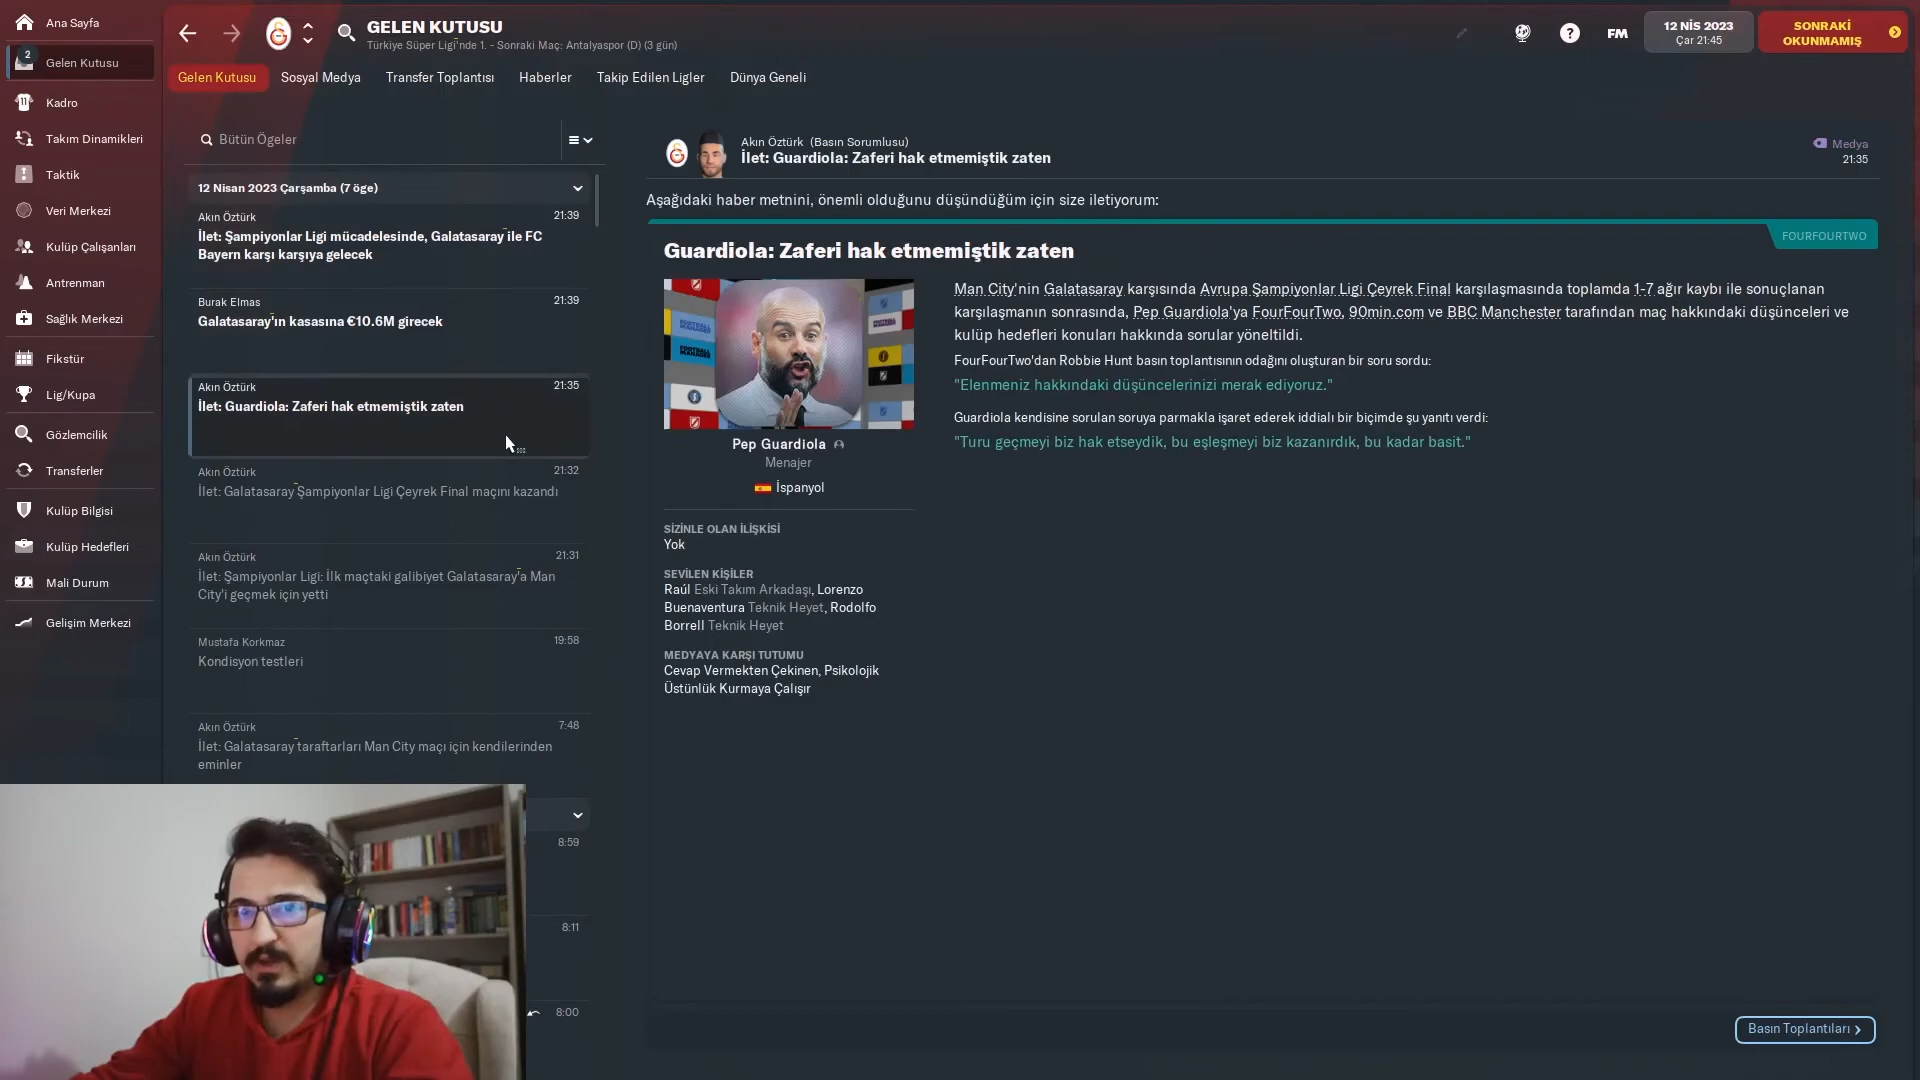 Ana Sayfa
2
Gelen Kutusu
Kadro
Takım Dinamikleri
Taktik
Veri Merkezi
Kulüp Çalışanları
Antrenman
Sağlık Merkezi
Fikstür
Lig/Kupa
Gözlemcilik
Transferler
Kulüp Bilgisi
Kulüp Hedefleri
Mali Durum
Gelişim Merkezi
GELEN KUTUSU
Türkiye Süper Ligi'nde 1. - Sonraki Maç: Antalyaspor (D) (3 gün)
?
FM
12 NİS 2023
Çar 21:45
SONRAKİ
OKUNMAMIŞ
Gelen Kutusu
Sosyal Medya
Transfer Toplantısı
Haberler
Takip Edilen Ligler
Dünya Geneli
Bütün Ögeler
12 Nisan 2023 Çarşamba (7 öge)
Akın Öztürk
21:39
İlet: Şampiyonlar Ligi mücadelesinde, Galatasaray ile FC
Bayern karşı karşıya gelecek
Burak Elmas
21:39
Galatasaray'ın kasasına €10.6M girecek
Akın Öztürk
21:35
İlet: Guardiola: Zaferi hak etmemiştik zaten
Akın Öztürk
21:32
İlet: Galatasaray Şampiyonlar Ligi Çeyrek Final maçını kazandı
Akın Öztürk
21:31
İlet: Şampiyonlar Ligi: İlk maçtaki galibiyet Galatasaray'a Man
City'i geçmek için yetti
Mustafa Korkmaz
19:58
Kondisyon testleri
Akın Öztürk
7:48
İlet: Galatasaray taraftarları Man City maçı için kendilerinden
eminler
8:59
8:11
8:00
Akın Öztürk (Basın Sorumlusu)
İlet: Guardiola: Zaferi hak etmemiştik zaten
Medya
21:35
Aşağıdaki haber metnini, önemli olduğunu düşündüğüm için size iletiyorum:
FOURFOURTWO
Guardiola: Zaferi hak etmemiştik zaten
FOOTBALL
MANAGER
Pep Guardiola
Menajer
İspanyol
SİZİNLE OLAN İLİŞKİSİ
Yok
SEVİLEN KİŞİLER
Raúl Eski Takım Arkadaşı, Lorenzo
Buenaventura Teknik Heyet, Rodolfo
Borrell Teknik Heyet
MEDYAYA KARŞI TUTUMU
Cevap Vermekten Çekinen, Psikolojik
Üstünlük Kurmaya Çalışır
Man City'nin Galatasaray karşısında Avrupa Şampiyonlar Ligi Çeyrek Final karşılaşmasında toplamda 1-7 ağır kaybı ile sonuçlanan
karşılaşmanın sonrasında, Pep Guardiola'ya FourFourTwo, 90min.com ve BBC Manchester tarafından maç hakkındaki düşünceleri ve
kulüp hedefleri konuları hakkında sorular yöneltildi.
FourFourTwo'dan Robbie Hunt basın toplantısının odağını oluşturan bir soru sordu:
"Elenmeniz hakkındaki düşüncelerinizi merak ediyoruz."
Guardiola kendisine sorulan soruya parmakla işaret ederek iddialı bir biçimde şu yanıtı verdi:
"Turu geçmeyi biz hak etseydik, bu eşleşmeyi biz kazanırdık, bu kadar basit."
Basın Toplantıları